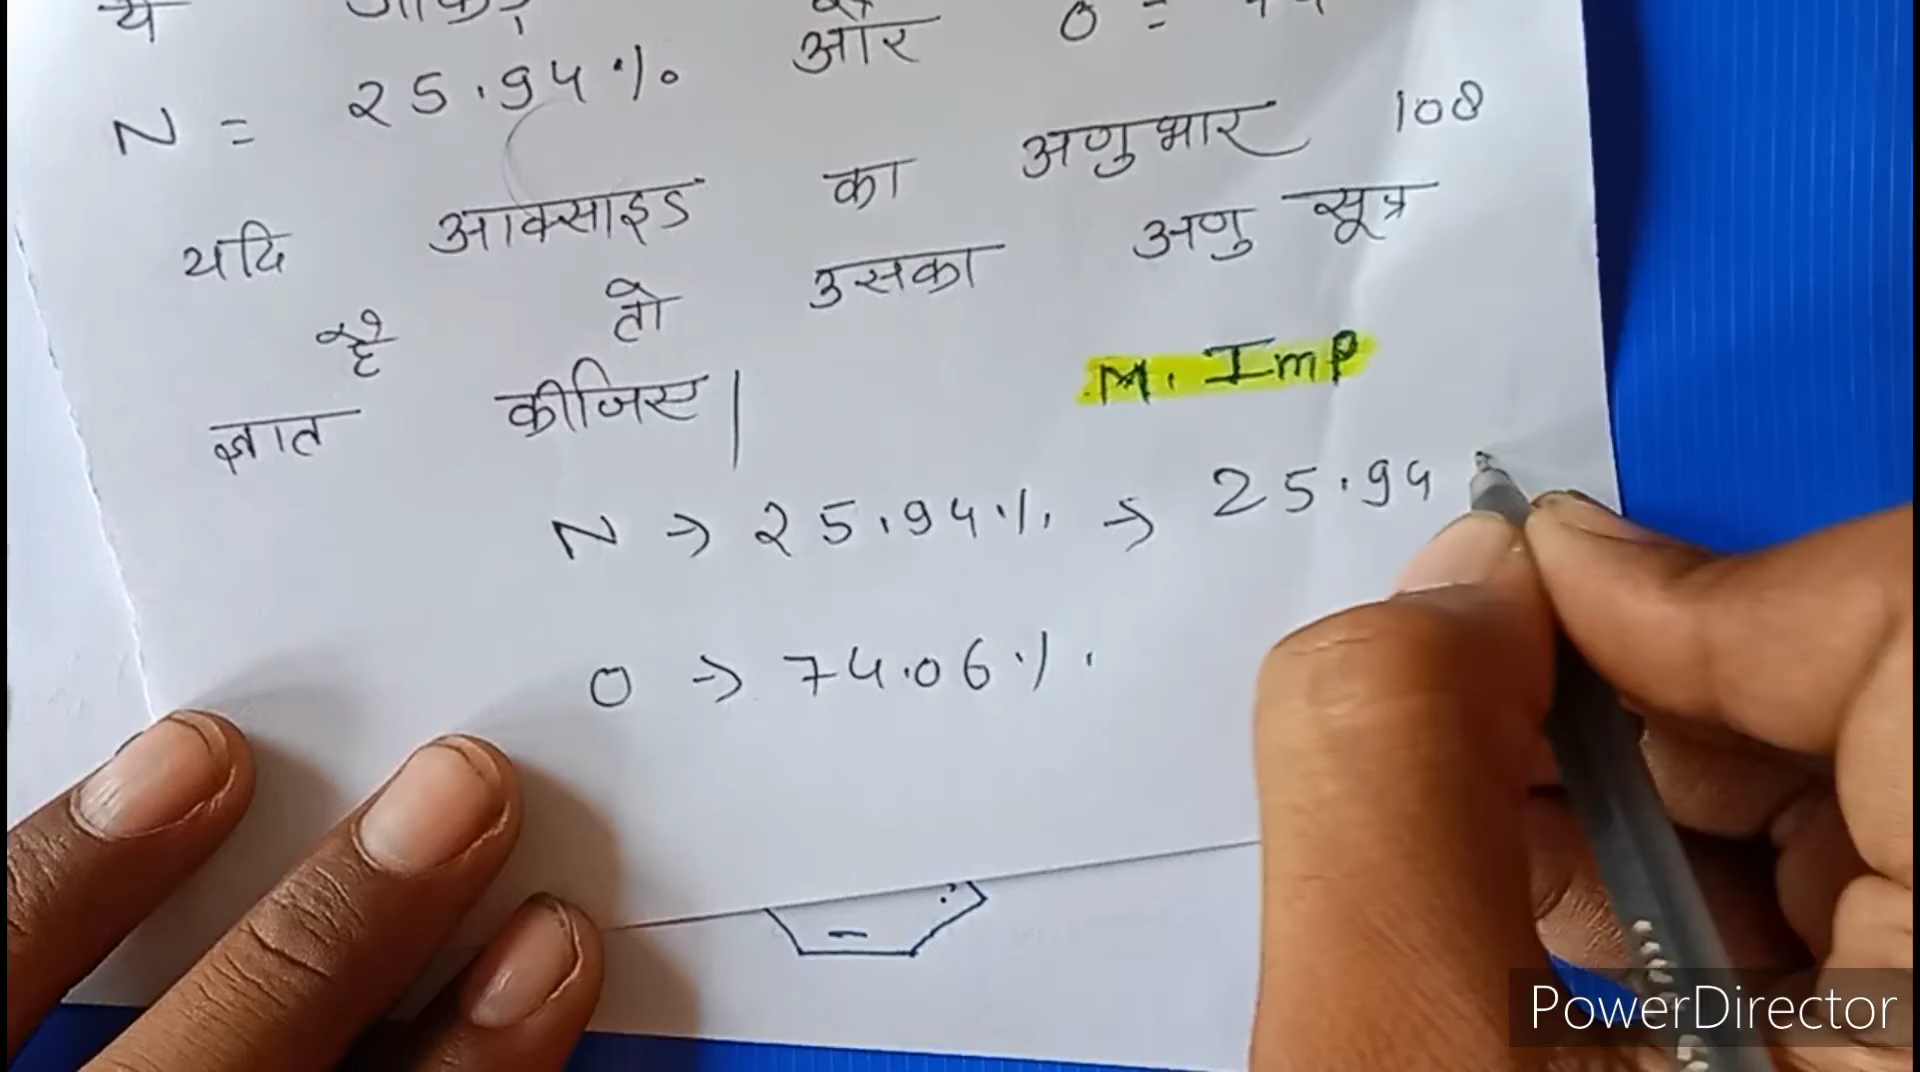 ये
N = 25.94 % और O =
यदि आक्साइड का अणुभार 108
है तो उसका अणु सूत्र
ज्ञात कीजिए|
M. Imp
N → 25.94 % → 25.94
O → 74.06 %
PowerDirector